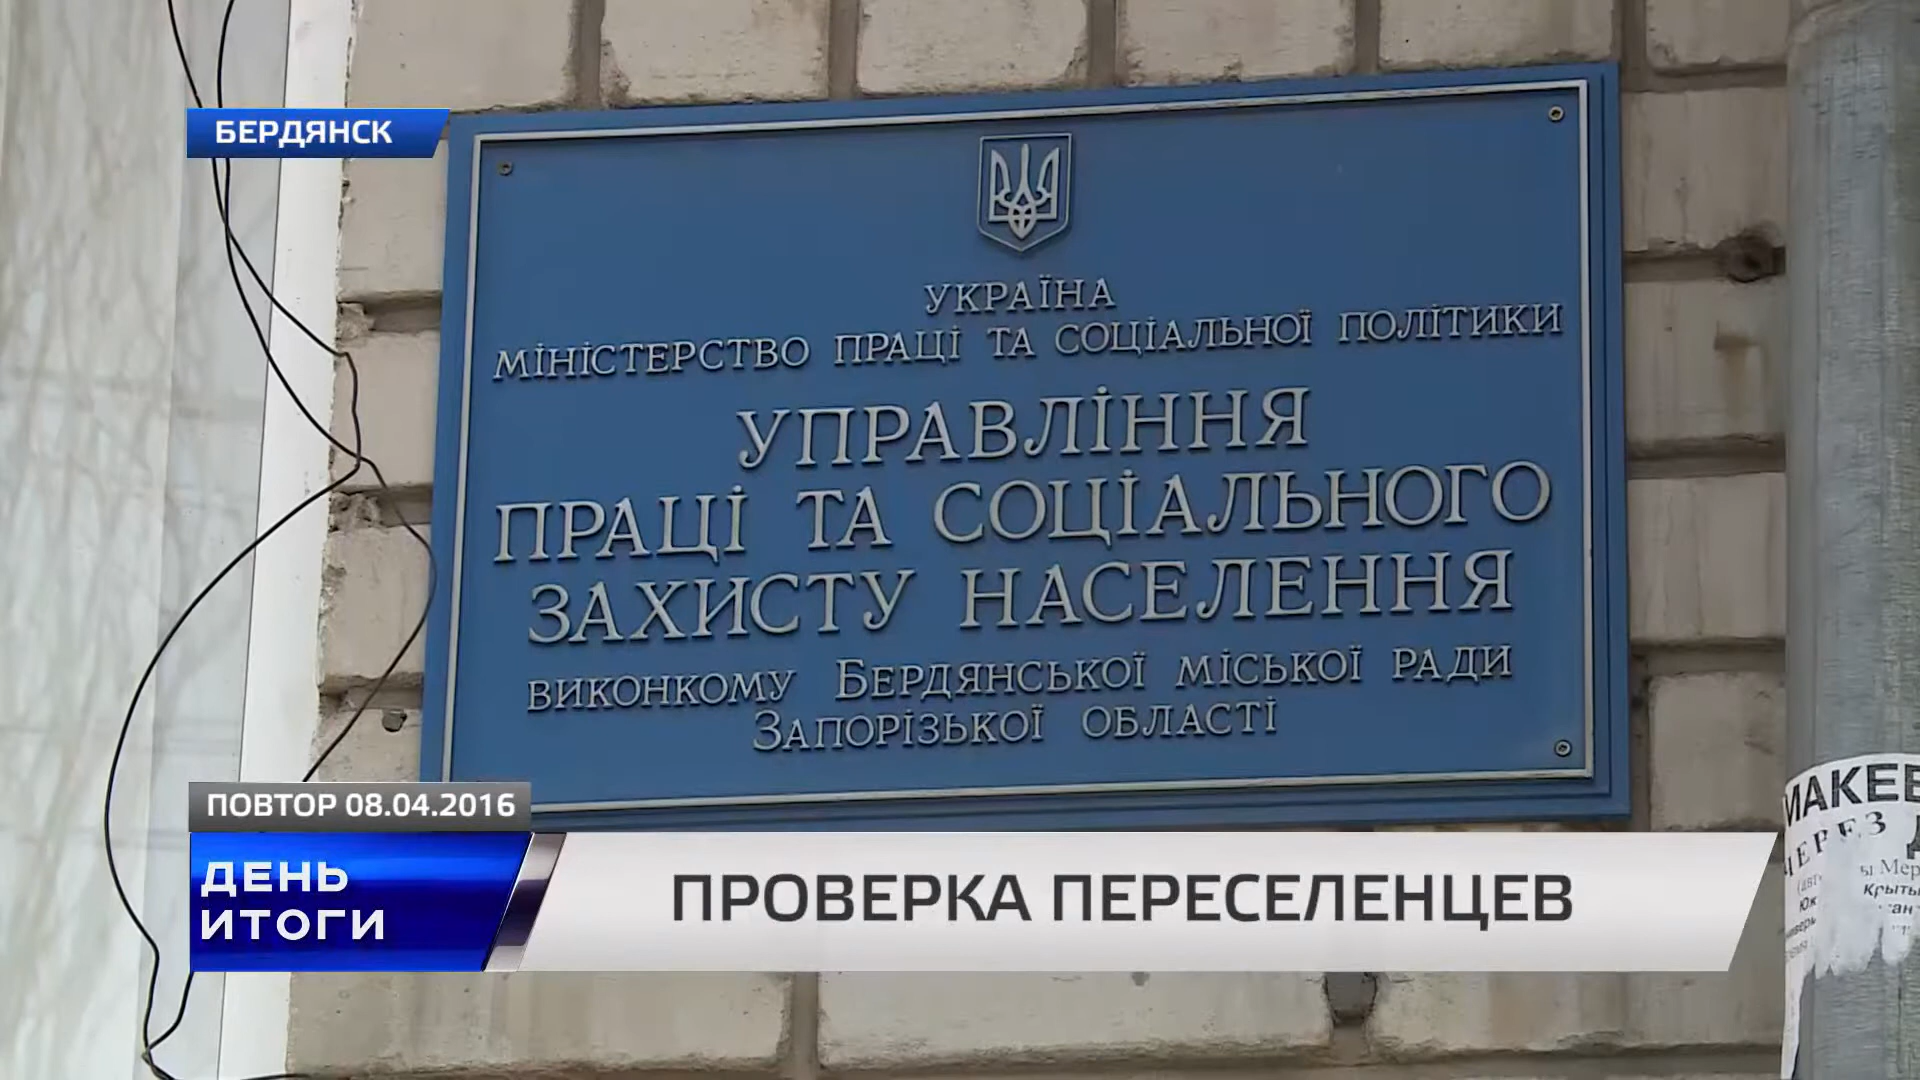 БЕРДЯНСК
УКРАЇНА
МІНІСТЕРСТВО ПРАЦІ ТА СОЦІАЛЬНОЇ ПОЛІТИКИ
УПРАВЛІННЯ
ПРАЦІ ТА СОЦІАЛЬНОГО
ЗАХИСТУ НАСЕЛЕННЯ
ВИКОНКОМУ БЕРДЯНСЬКОЇ МІСЬКОЇ РАДИ
ЗАПОРІЗЬКОЇ ОБЛАСТІ
ПОВТОР 08.04.2016
ДЕНЬ
ИТОГИ
ПРОВЕРКА ПЕРЕСЕЛЕНЦЕВ
ЧЕРЕЗ